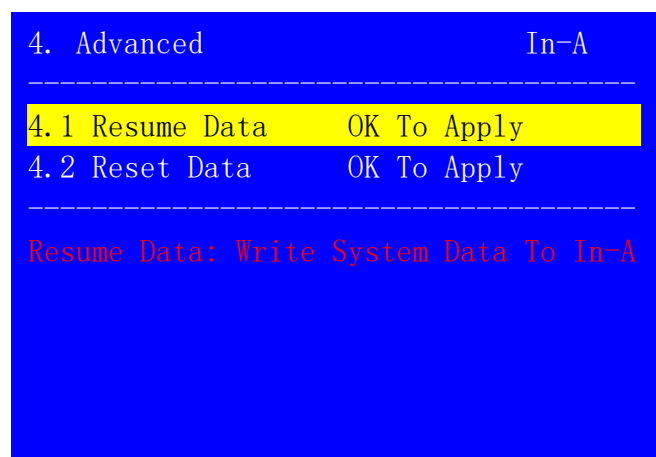 4. Advanced In-A
--------------------------------------
4.1 Resume Data OK To Apply
4.2 Reset Data OK To Apply
--------------------------------------
Resume Data: Write System Data To In-A